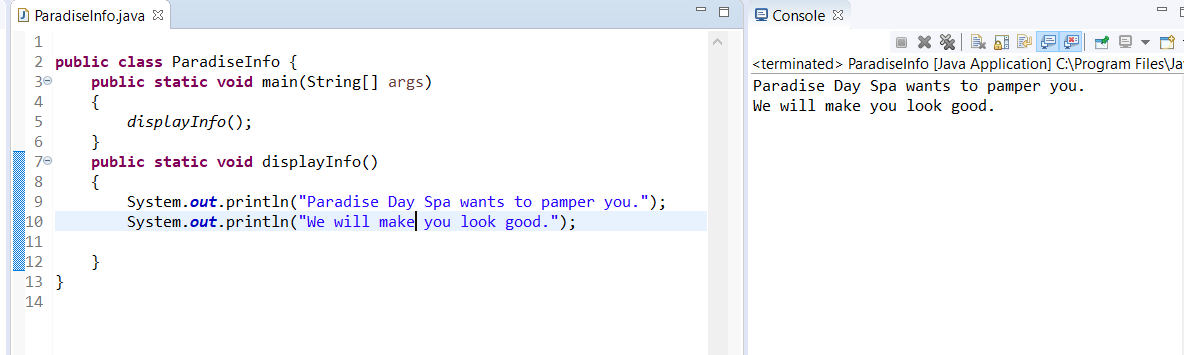 ParadiseInfo.java
1
2 public class ParadiseInfo {
3 public static void main(String[] args)
4 {
5 displayInfo();
6 }
7 public static void displayInfo()
8 {
9 System.out.println("Paradise Day Spa wants to pamper you.");
10 System.out.println("We will make you look good.");
11
12 }
13 }
14
Console
<terminated> ParadiseInfo [Java Application] C:\Program Files\Ja
Paradise Day Spa wants to pamper you.
We will make you look good.